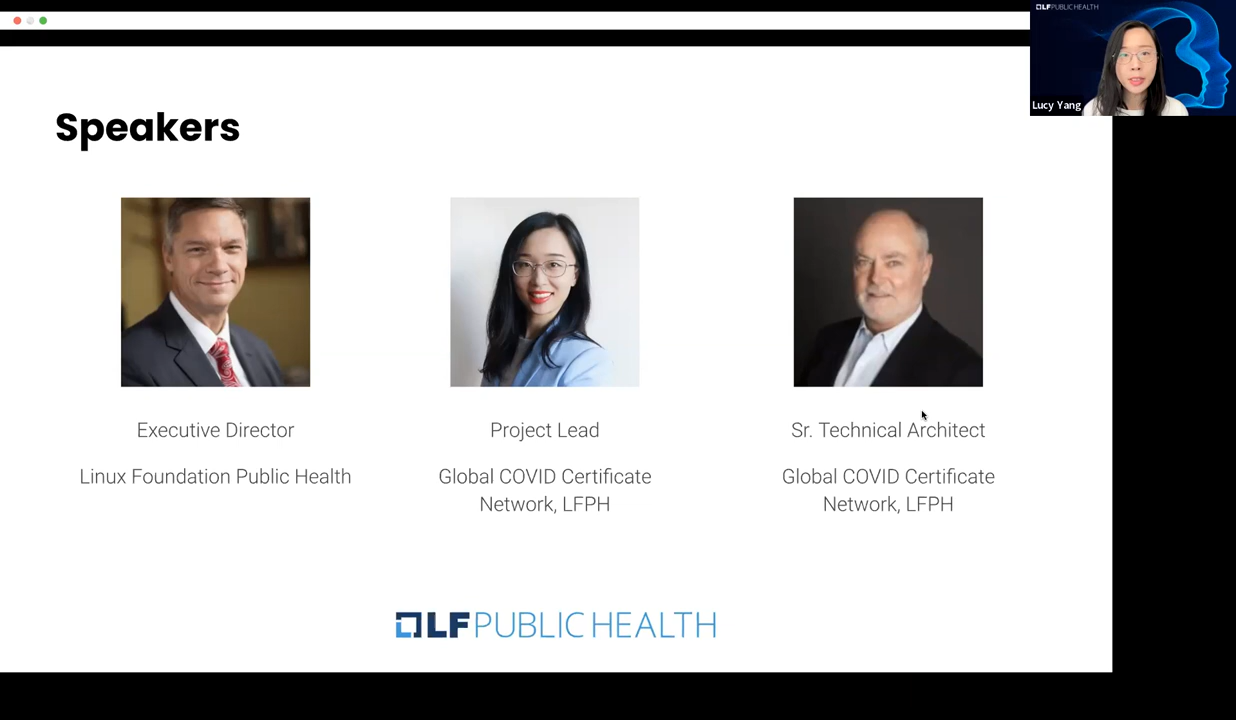 LF PUBLIC HEALTH
Lucy Yang
Speakers
Executive Director
Linux Foundation Public Health
Project Lead
Global COVID Certificate
Network, LFPH
Sr. Technical Architect
Global COVID Certificate
Network, LFPH
LF PUBLIC HEALTH